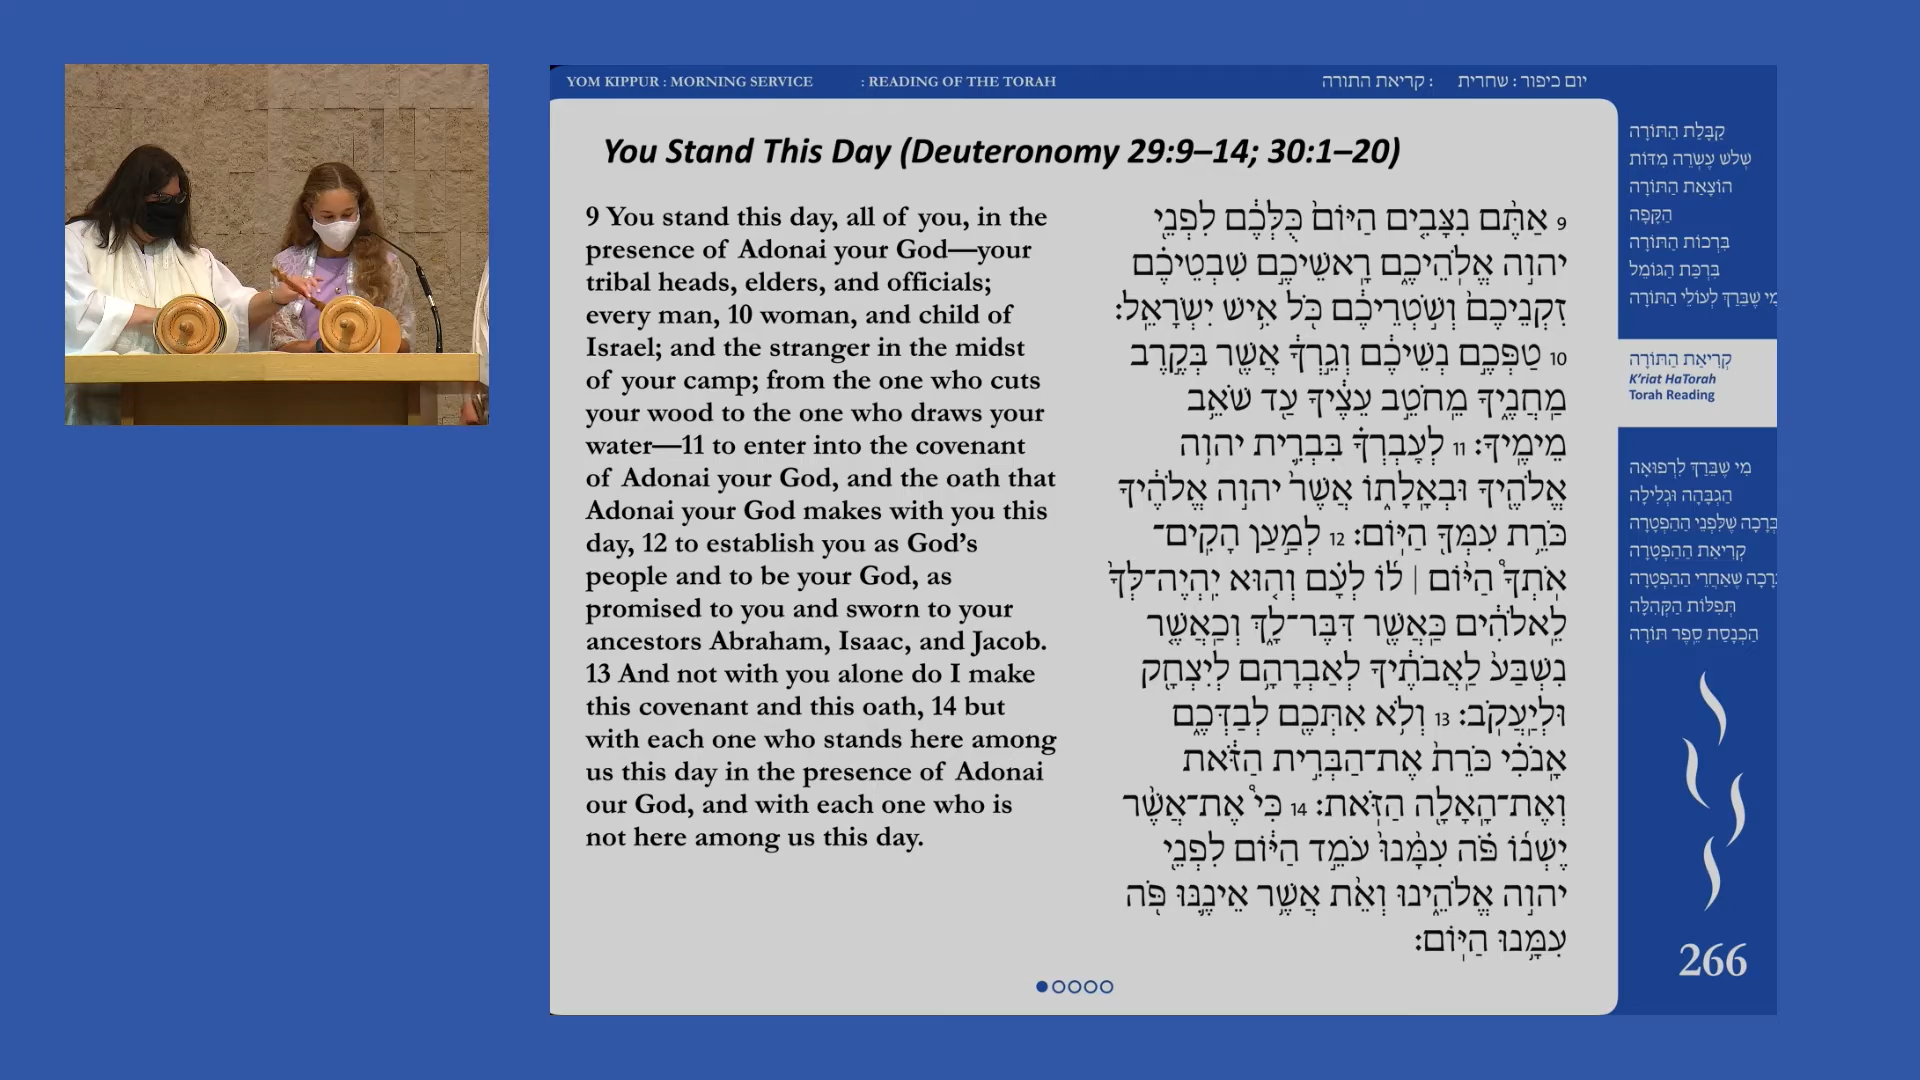 YOM KIPPUR : MORNING SERVICE : READING OF THE TORAH
יום כיפור : שחרית : קריאת התורה
You Stand This Day (Deuteronomy 29:9–14; 30:1–20)
9 You stand this day, all of you, in the
presence of Adonai your God—your
tribal heads, elders, and officials;
every man, 10 woman, and child of
Israel; and the stranger in the midst
of your camp; from the one who cuts
your wood to the one who draws your
water—11 to enter into the covenant
of Adonai your God, and the oath that
Adonai your God makes with you this
day, 12 to establish you as God’s
people and to be your God, as
promised to you and sworn to your
ancestors Abraham, Isaac, and Jacob.
13 And not with you alone do I make
this covenant and this oath, 14 but
with each one who stands here among
us this day in the presence of Adonai
our God, and with each one who is
not here among us this day.
9 אַתֶּ֨ם נִצָּבִ֤ים הַיּוֹם֙ כֻּלְּכֶ֔ם לִפְנֵ֖י
יהוָ֣ה אֱלֹהֵיכֶ֑ם רָאשֵׁיכֶ֣ם שִׁבְטֵיכֶ֗ם
זִקְנֵיכֶם֙ וְשֹׁ֣טְרֵיכֶ֔ם כֹּ֖ל אִ֥ישׁ יִשְׂרָאֵֽל׃
10 טַפְּכֶ֣ם נְשֵׁיכֶ֔ם וְגֵ֣רְךָ֔ אֲשֶׁ֖ר בְּקֶ֣רֶב
מַחֲנֶ֑יךָ מֵחֹטֵ֣ב עֵצֶ֔יךָ עַ֖ד שֹׁאֵ֥ב
מֵימֶֽיךָ׃ 11 לְעָבְרְךָ֗ בִּבְרִ֛ית יהוָ֥ה
אֱלֹהֶ֖יךָ וּבְאָלָת֑וֹ אֲשֶׁר֙ יהוָ֣ה אֱלֹהֶ֔יךָ
כֹּרֵ֥ת עִמְּךָ֖ הַיּֽוֹם׃ 12 לְמַ֣עַן הָקִֽים־
אֹתְךָ֩ הַיּ֨וֹם | ל֜וֹ לְעָ֗ם וְה֤וּא יִֽהְיֶה־לְּךָ֙
לֵֽאלֹהִ֔ים כַּאֲשֶׁ֖ר דִּבֶּר־לָ֑ךְ וְכַאֲשֶׁ֤ר
נִשְׁבַּע֙ לַאֲבֹתֶ֔יךָ לְאַבְרָהָ֥ם לְיִצְחָ֖ק
וּֽלְיַעֲקֹֽב׃ 13 וְלֹ֥א אִתְּכֶ֖ם לְבַדְּכֶ֑ם
אָנֹכִ֗י כֹּרֵת֙ אֶת־הַבְּרִ֣ית הַזֹּ֔את
וְאֶת־הָאָלָ֖ה הַזֹּֽאת׃ 14 כִּי֩ אֶת־אֲשֶׁ֨ר
יֶשְׁנ֜וֹ פֹּ֗ה עִמָּ֙נוּ֙ עֹמֵ֣ד הַיּ֔וֹם לִפְנֵ֖י
יהוָ֣ה אֱלֹהֵ֑ינוּ וְאֵ֨ת אֲשֶׁ֥ר אֵינֶ֛נּוּ פֹּ֖ה
עִמָּ֥נוּ הַיּֽוֹם׃
קַבָּלַת הַתּוֹרָה
שְׁלֹשׁ עֶשְׂרֵה מִדּוֹת
הוֹצָאַת הַתּוֹרָה
הַקָּפָה
בִּרְכוֹת הַתּוֹרָה
בִּרְכַּת הַגּוֹמֵל
מִי שֶׁבֵּרַךְ לְעוֹלֵי הַתּוֹרָה
קְרִיאַת הַתּוֹרָה
K’riat HaTorah
Torah Reading
מִי שֶׁבֵּרַךְ לִרְפוּאָה
הַגְבָּהָה וּגְלִילָה
בְּרָכָה שֶׁלִּפְנֵי הַהַפְטָרָה
קְרִיאַת הַהַפְטָרָה
רָכָה שֶׁאַחֲרֵי הַהַפְטָרָה
תְּפִלּוֹת הַקְּהִלָּה
הַכְנָסַת סֵפֶר תּוֹרָה
266